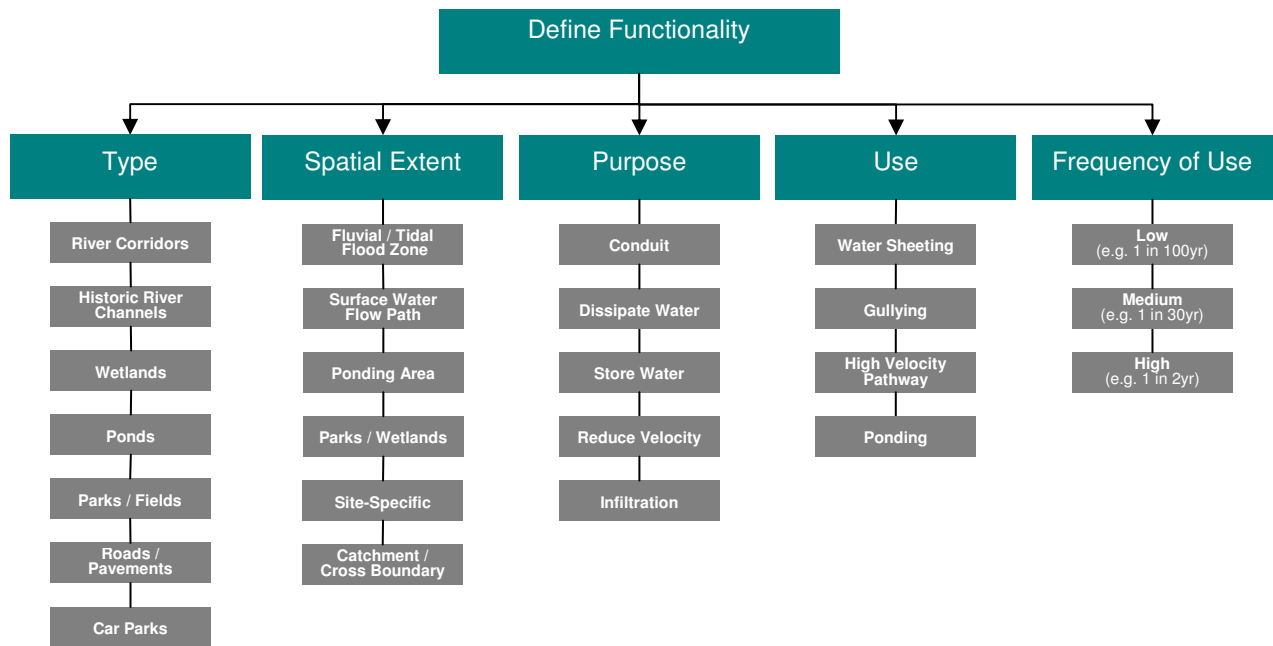 Define Functionality
Type
River Corridors
Historic River
Channels
Wetlands
Ponds
Parks / Fields
Roads /
Pavements
Car Parks
Spatial Extent
Fluvial / Tidal
Flood Zone
Surface Water
Flow Path
Ponding Area
Parks / Wetlands
Site-Specific
Catchment /
Cross Boundary
Purpose
Conduit
Dissipate Water
Store Water
Reduce Velocity
Infiltration
Use
Water Sheeting
Gullying
High Velocity
Pathway
Ponding
Frequency of Use
Low
(e.g. 1 in 100yr)
Medium
(e.g. 1 in 30yr)
High
(e.g. 1 in 2yr)